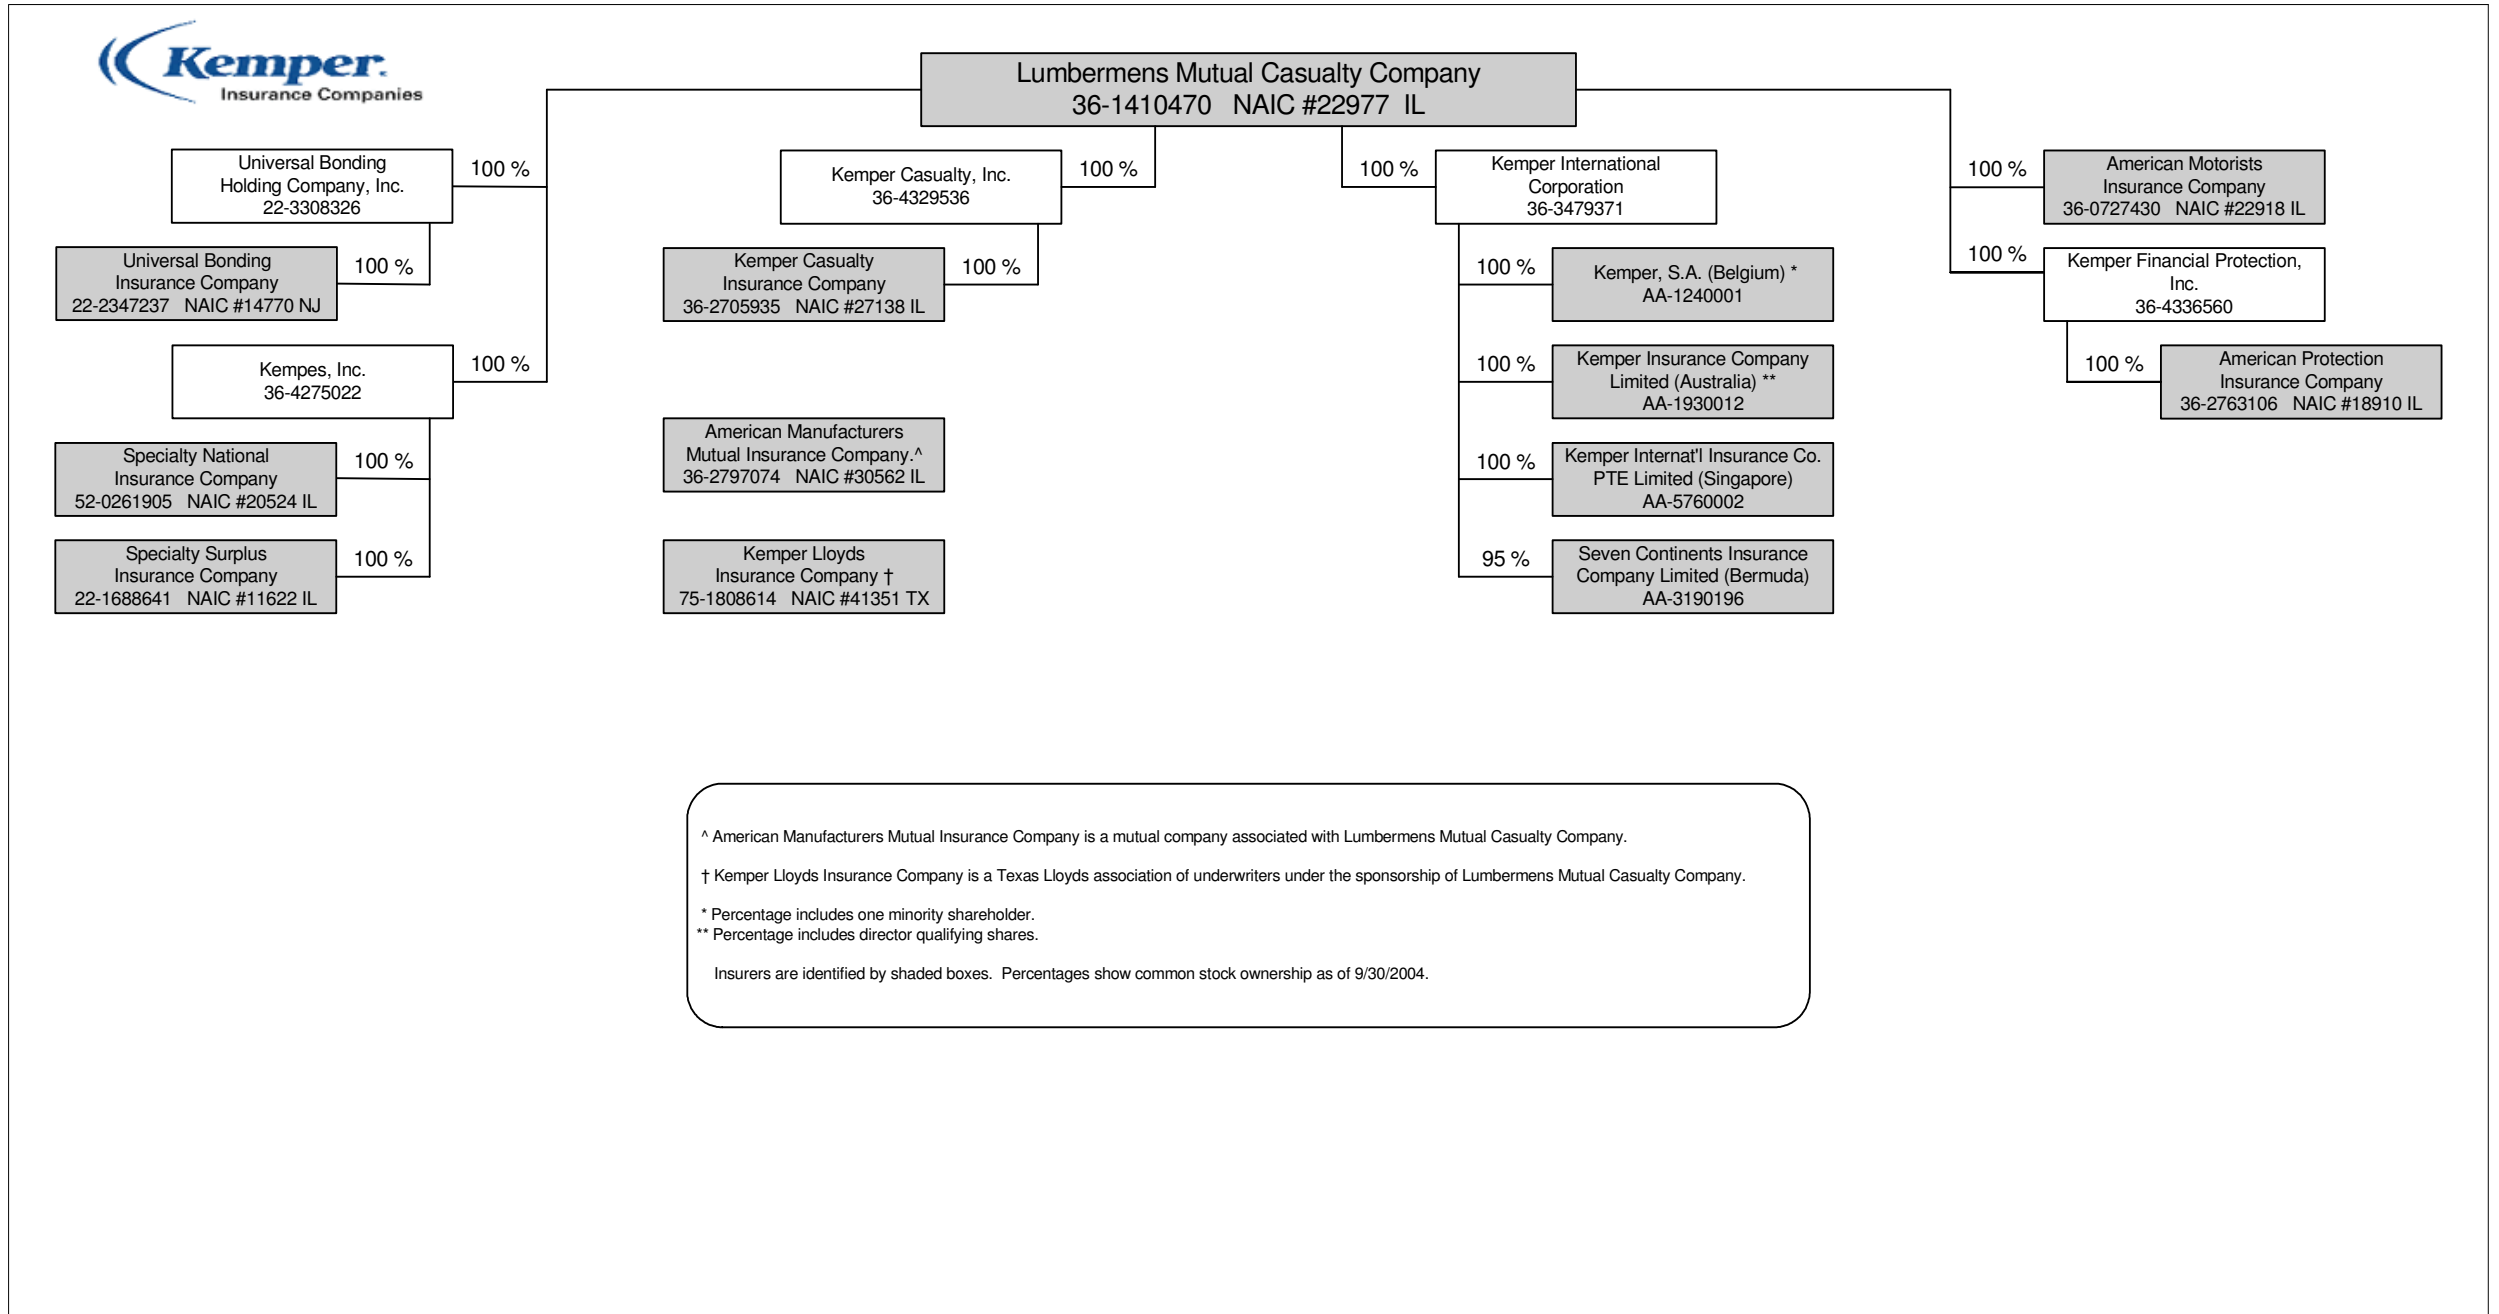 Kemper.
Insurance Companies
Lumbermens Mutual Casualty Company
36-1410470 NAIC #22977 IL
Universal Bonding
Holding Company, Inc.
22-3308326
100 %
Universal Bonding
Insurance Company
22-2347237 NAIC #14770 NJ
100 %
Kempes, Inc.
36-4275022
100 %
Specialty National
Insurance Company
52-0261905 NAIC #20524 IL
100 %
Specialty Surplus
Insurance Company
22-1688641 NAIC #11622 IL
100 %
Kemper Casualty, Inc.
36-4329536
100 %
Kemper Casualty
Insurance Company
36-2705935 NAIC #27138 IL
100 %
American Manufacturers
Mutual Insurance Company.^
36-2797074 NAIC #30562 IL
Kemper Lloyds
Insurance Company †
75-1808614 NAIC #41351 TX
100 %
Kemper International
Corporation
36-3479371
100 %
Kemper, S.A. (Belgium) *
AA-1240001
100 %
Kemper Insurance Company
Limited (Australia) **
AA-1930012
100 %
Kemper Internat'l Insurance Co.
PTE Limited (Singapore)
AA-5760002
95 %
Seven Continents Insurance
Company Limited (Bermuda)
AA-3190196
100 %
American Motorists
Insurance Company
36-0727430 NAIC #22918 IL
100 %
Kemper Financial Protection,
Inc.
36-4336560
100 %
American Protection
Insurance Company
36-2763106 NAIC #18910 IL
^ American Manufacturers Mutual Insurance Company is a mutual company associated with Lumbermens Mutual Casualty Company.
† Kemper Lloyds Insurance Company is a Texas Lloyds association of underwriters under the sponsorship of Lumbermens Mutual Casualty Company.
* Percentage includes one minority shareholder.
** Percentage includes director qualifying shares.
Insurers are identified by shaded boxes. Percentages show common stock ownership as of 9/30/2004.